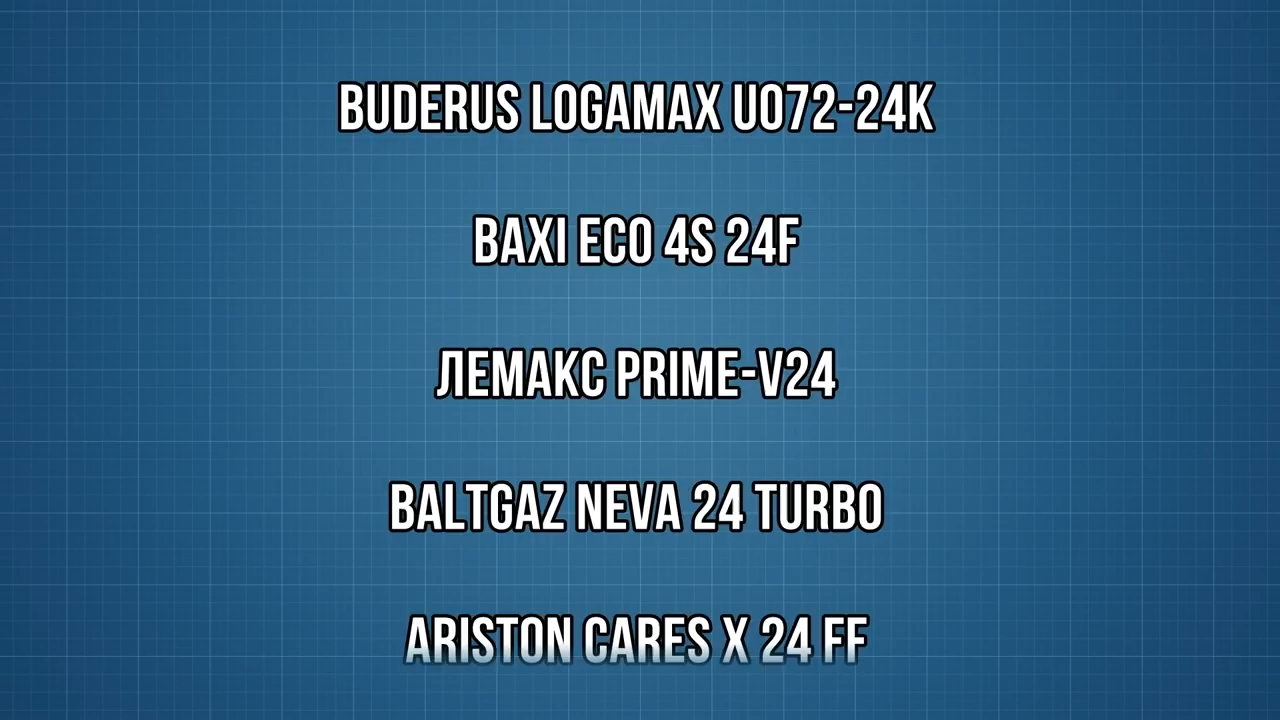 BUDERUS LOGAMAX U072-24K
BAXI ECO 4S 24F
ЛЕМАКС PRIME-V24
BALTGAZ NEVA 24 TURBO
ARISTON CARES X 24 FF